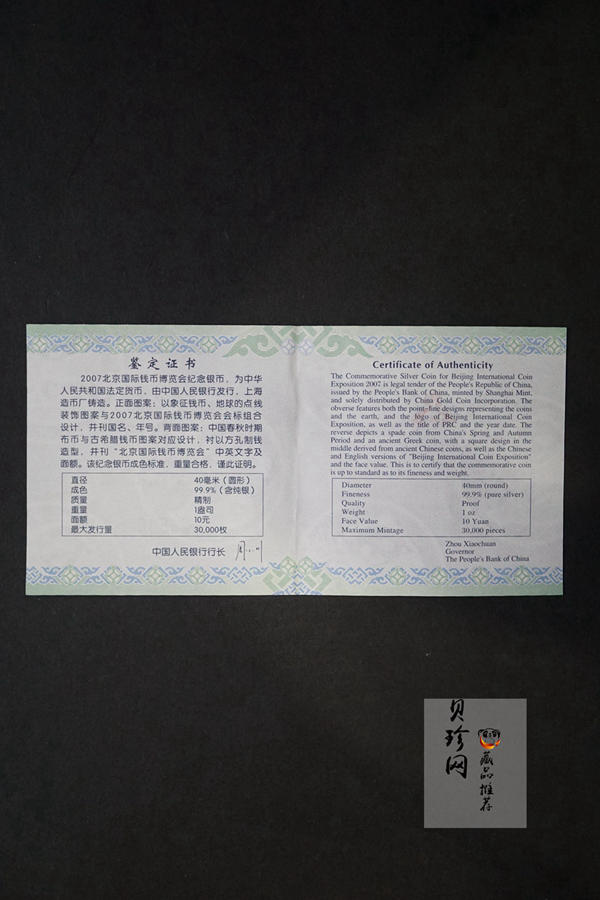 鉴定证书
2007北京国际钱币博览会纪念银币，为中华
人民共和国法定货币，由中国人民银行发行，上海
造币厂铸造。正面图案：以象征钱币、地球的点线
装饰图案与2007北京国际钱币博览会会标组合
设计，并刊国名、年号。背面图案：中国春秋时期
布币与古希腊钱币图案对应设计，衬以方孔制钱
造型，并刊“北京国际钱币博览会”中英文字及
面额。该纪念银币成色标准，重量合格，谨此证明。
直径 40毫米（圆形）
成色 99.9%（含纯银）
质量 精制
重量 1盎司
面额 10元
最大发行量 30,000枚
中国人民银行行长
Certificate of Authenticity
The Commemorative Silver Coin for Beijing International Coin
Exposition 2007 is legal tender of the People's Republic of China,
issued by the People's Bank of China, minted by Shanghai Mint,
and solely distributed by China Gold Coin Incorporation. The
obverse features both the point-fine designs representing the coins
and the earth, and the logo of Beijing International Coin
Exposition, as well as the title of PRC and the year date. The
reverse depicts a spade coin from China's Spring and Autumn
Period and an ancient Greek coin, with a square design in the
middle derived from ancient Chinese coins, as well as the Chinese
and English versions of "Beijing International Coin Exposition"
and the face value. This is to certify that the commemorative coin
is up to standard as to its fineness and weight.
Diameter 40mm (round)
Fineness 99.9% (pure silver)
Quality Proof
Weight 1 oz
Face Value 10 Yuan
Maximum Mintage 30,000 pieces
Zhou Xiaochuan
Governor
The People's Bank of China
贝珍网
藏品推荐